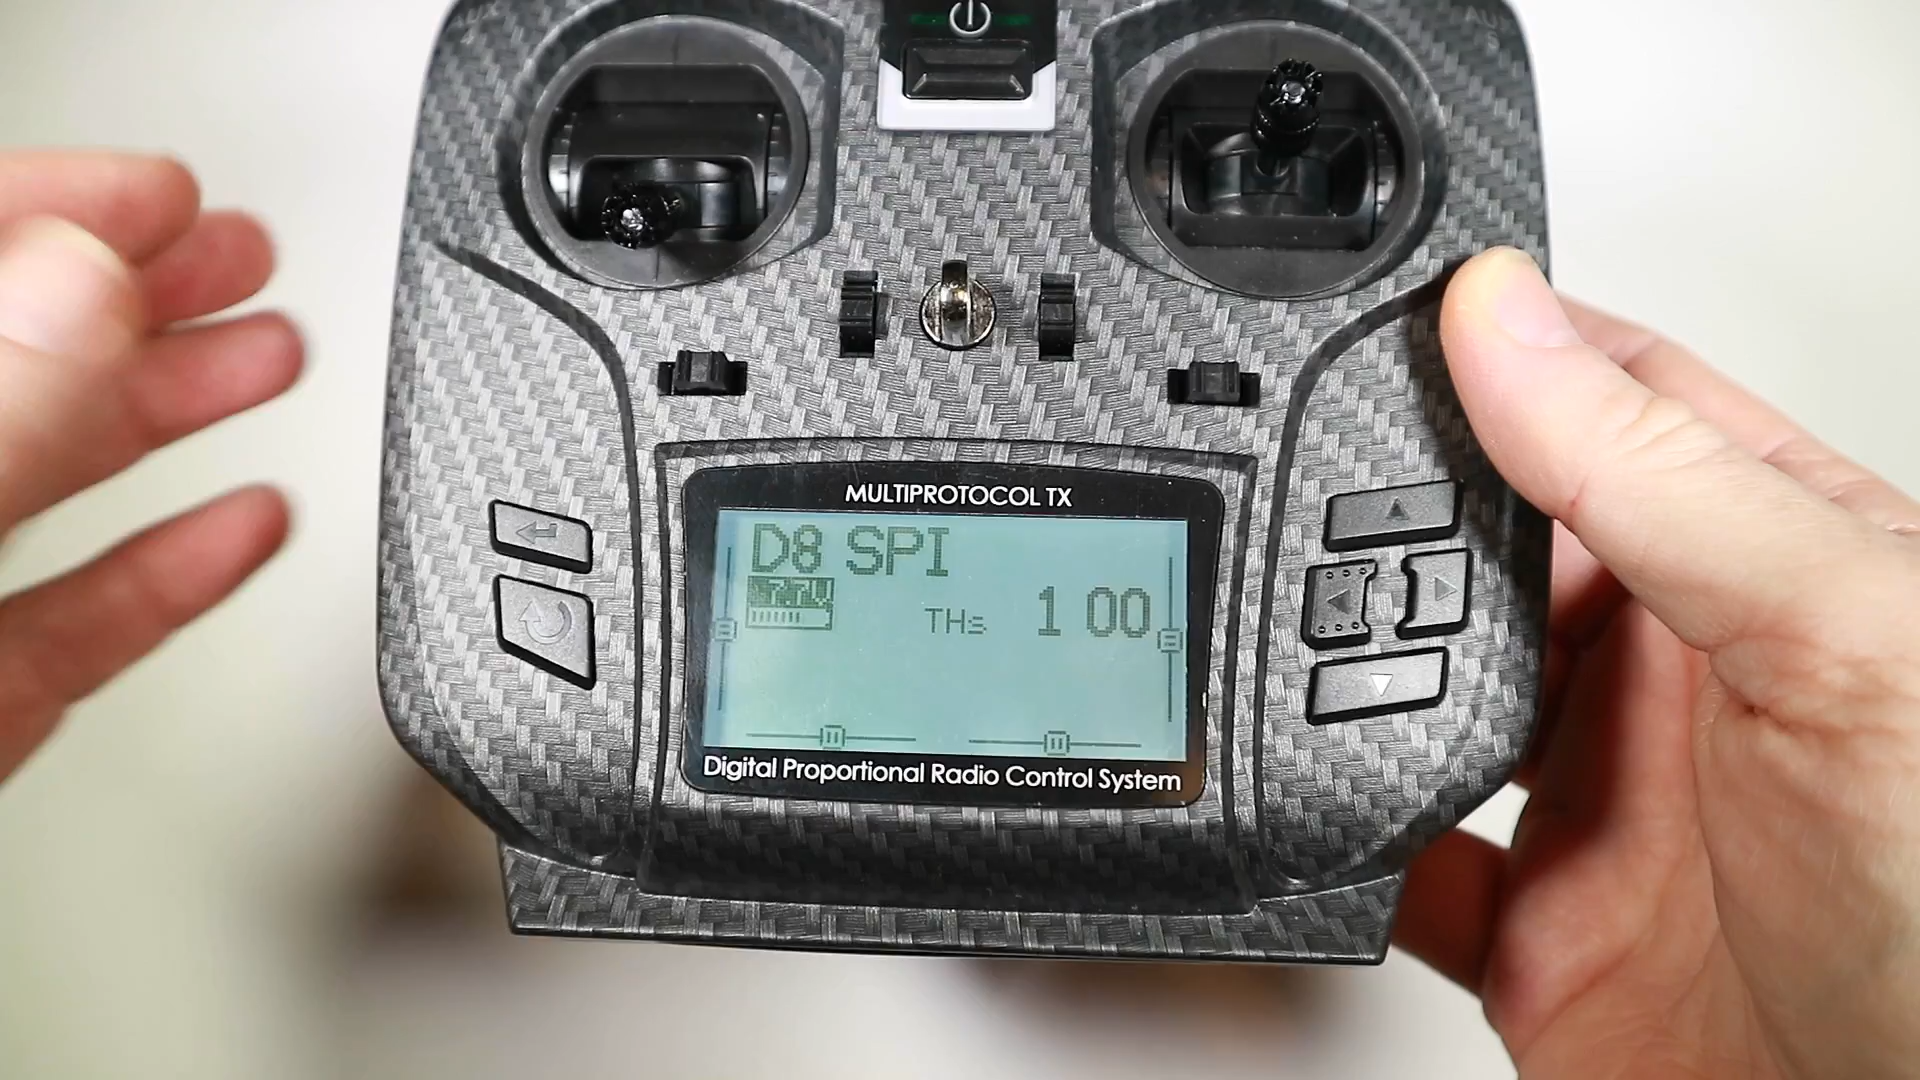 MULTIPROTOCOL TX
D8 SPI
THs 1 00
Digital Proportional Radio Control System